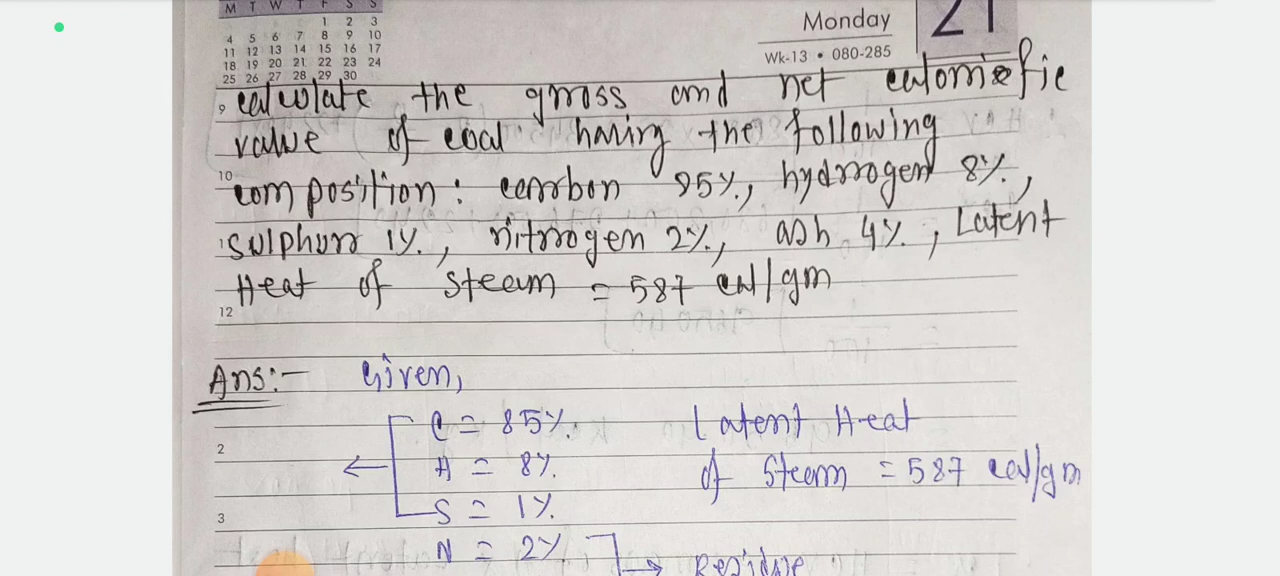 M T W T F S S
1 2 3
4 5 6 7 8 9 10
11 12 13 14 15 16 17
18 19 20 21 22 23 24
25 26 27 28 29 30
Monday
21
Wk-13 • 080-285
9 calculate the gross and net calorific
value of coal having the following
10 composition: carbon 85%, hydrogen 8%,
sulphur 1%, nitrogen 2%, ash 4%, Latent
Heat of steam = 587 cal/gm
12
Ans:- Given,
C = 85% Latent Heat
2
H = 8% of Steam = 587 cal/gm
3
S = 1%
N = 2% → Residue